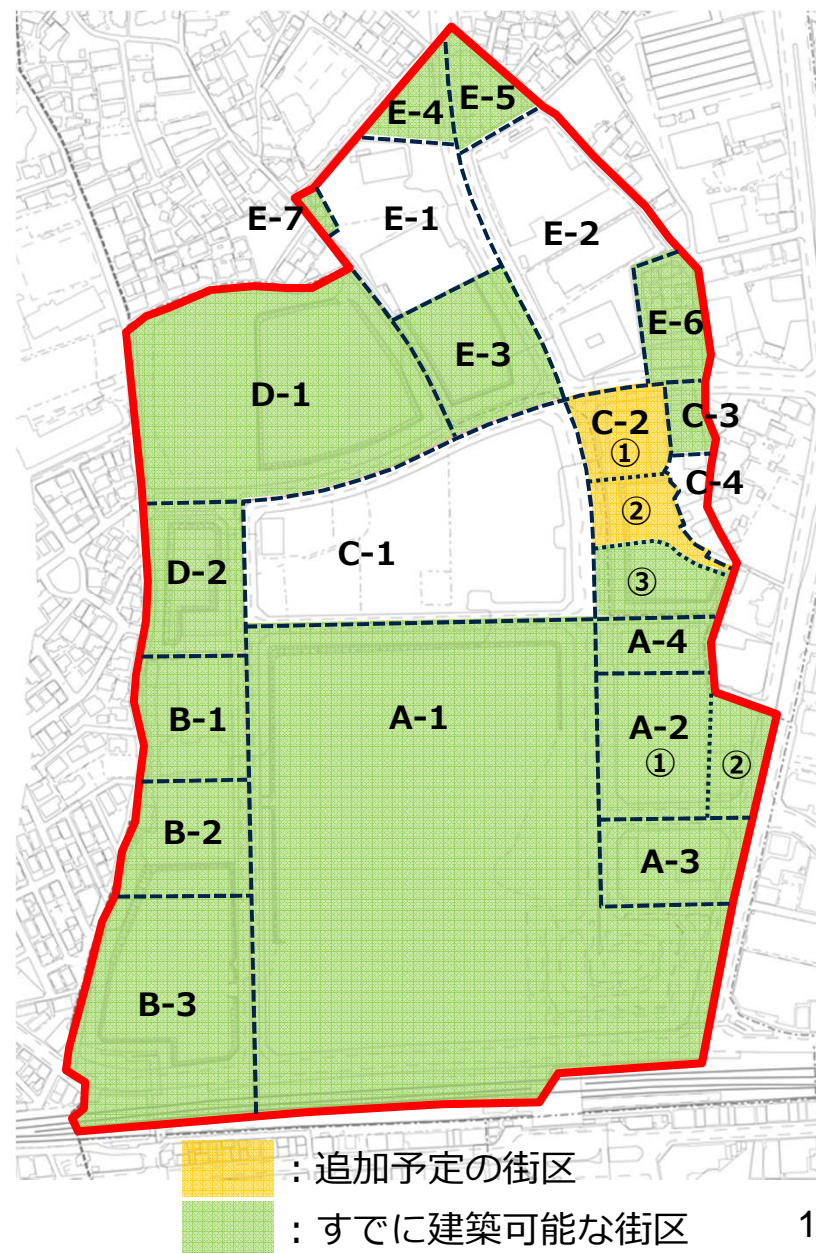 E-4
E-5
E-7
E-1
E-2
E-6
E-3
D-1
C-2
①
C-3
C-4
②
C-1
D-2
③
A-4
B-1
A-1
A-2
①
②
B-2
A-3
B-3
：追加予定の街区
：すでに建築可能な街区
1